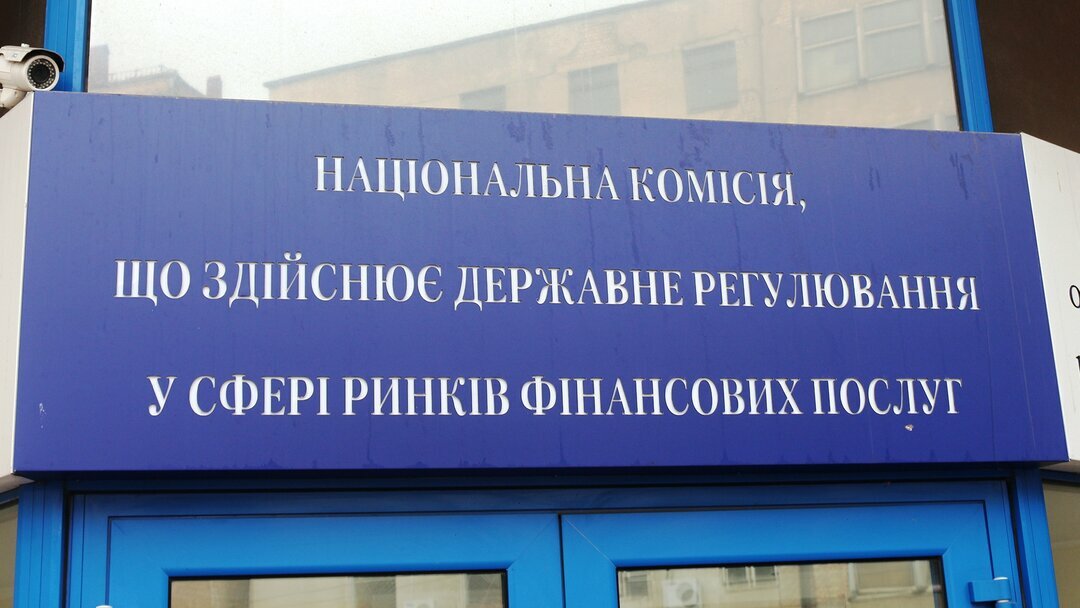 НАЦІОНАЛЬНА КОМІСІЯ,
ЩО ЗДІЙСНЮЄ ДЕРЖАВНЕ РЕГУЛЮВАННЯ
У СФЕРІ РИНКІВ ФІНАНСОВИХ ПОСЛУГ